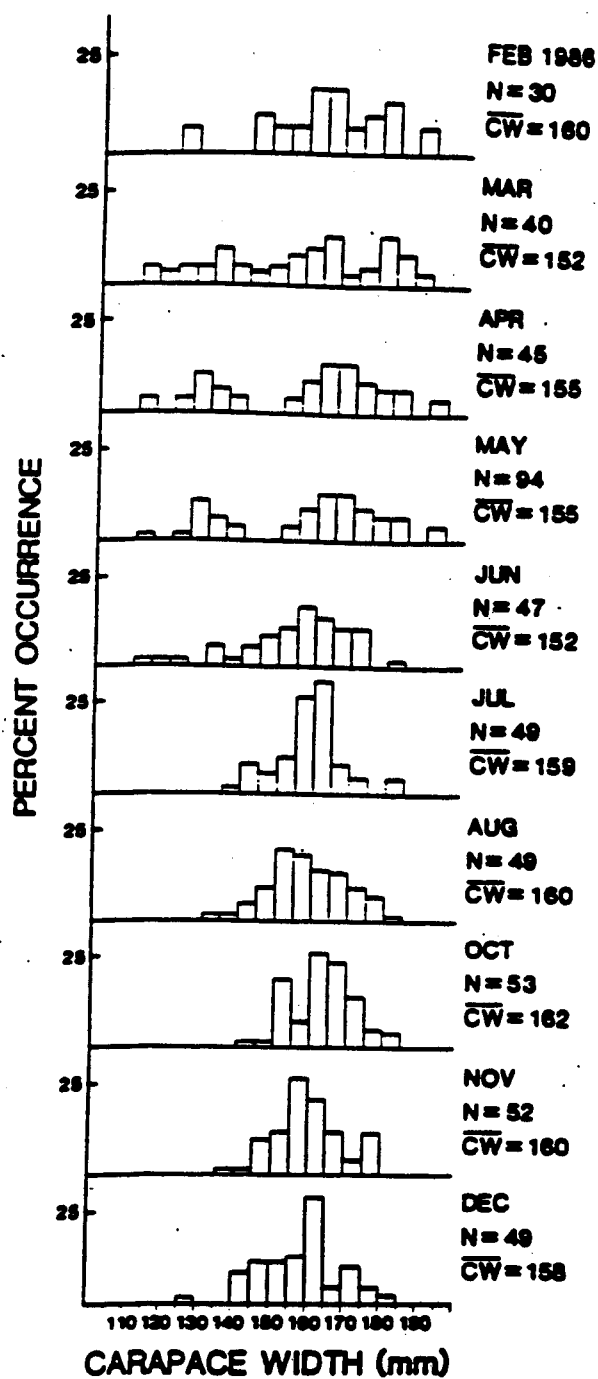 25
FEB 1986
N=30
CW=160
25
MAR
N=40
CW=152
25
APR
N=45
CW=155
25
MAY
N=94
CW=155
25
JUN
N=47
CW=152
25
JUL
N=49
CW=159
25
AUG
N=49
CW=160
25
OCT
N=53
CW=162
25
NOV
N=52
CW=160
25
DEC
N=49
CW=158
PERCENT OCCURRENCE
110 120 130 140 150 160 170 180 190
CARAPACE WIDTH (mm)